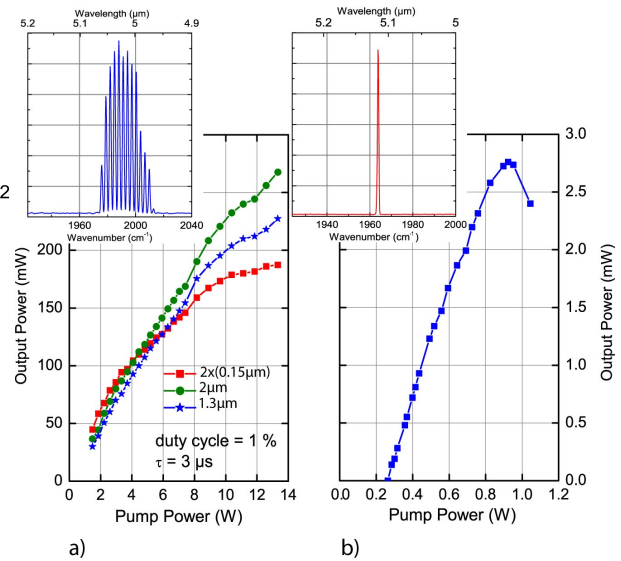 Wavelength (µm)
5.2 5.1 5 4.9
1960 2000 2040
Wavenumber (cm⁻¹)
2
Output Power (mW)
200
150
100
50
0
2x(0.15µm)
2µm
1.3µm
duty cycle = 1 %
τ = 3 µs
0 2 4 6 8 10 12 14
Pump Power (W)
a)
Wavelength (µm)
5.2 5.1 5
1940 1960 1980 2000
Wavenumber (cm⁻¹)
3.0
2.5
2.0
1.5
1.0
0.5
0.0
Output Power (mW)
0.0 0.2 0.4 0.6 0.8 1.0 1.2
Pump Power (W)
b)